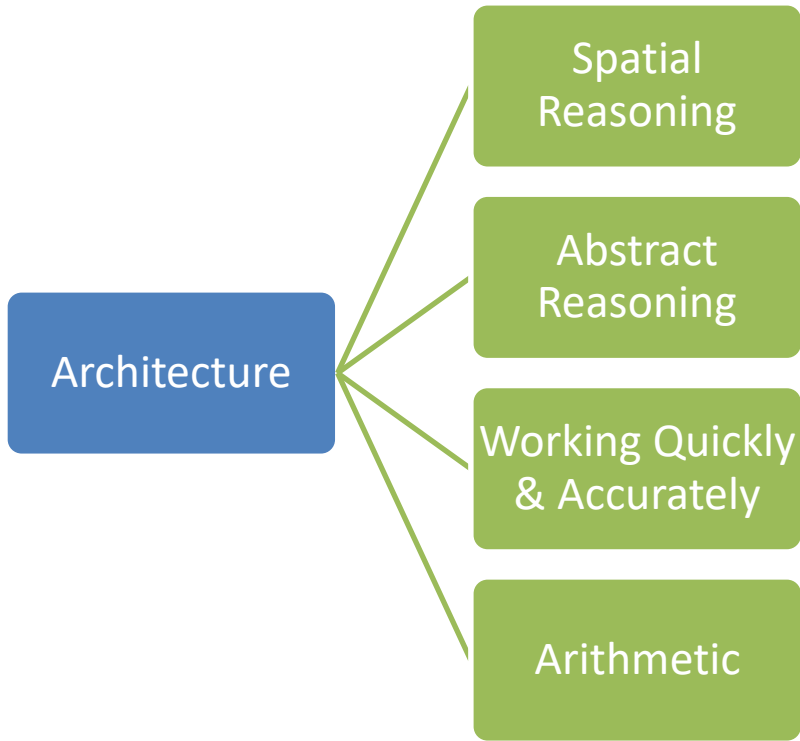 Spatial
Reasoning
Abstract
Reasoning
Architecture
Working Quickly
& Accurately
Arithmetic